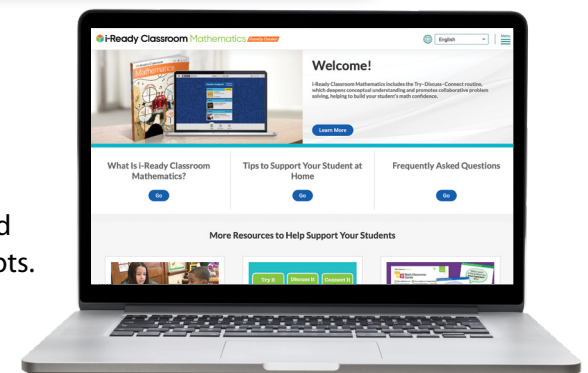 i-Ready Classroom Mathematics Family Center
English
Menu
Mathematics
Welcome!
i-Ready Classroom Mathematics includes the Try–Discuss–Connect routine,
which deepens conceptual understanding and promotes collaborative problem
solving, helping to build your student's math confidence.
Learn More
What Is i-Ready Classroom
Mathematics?
Go
Tips to Support Your Student at
Home
Go
Frequently Asked Questions
Go
More Resources to Help Support Your Students
Try It
Discuss It
Connect It